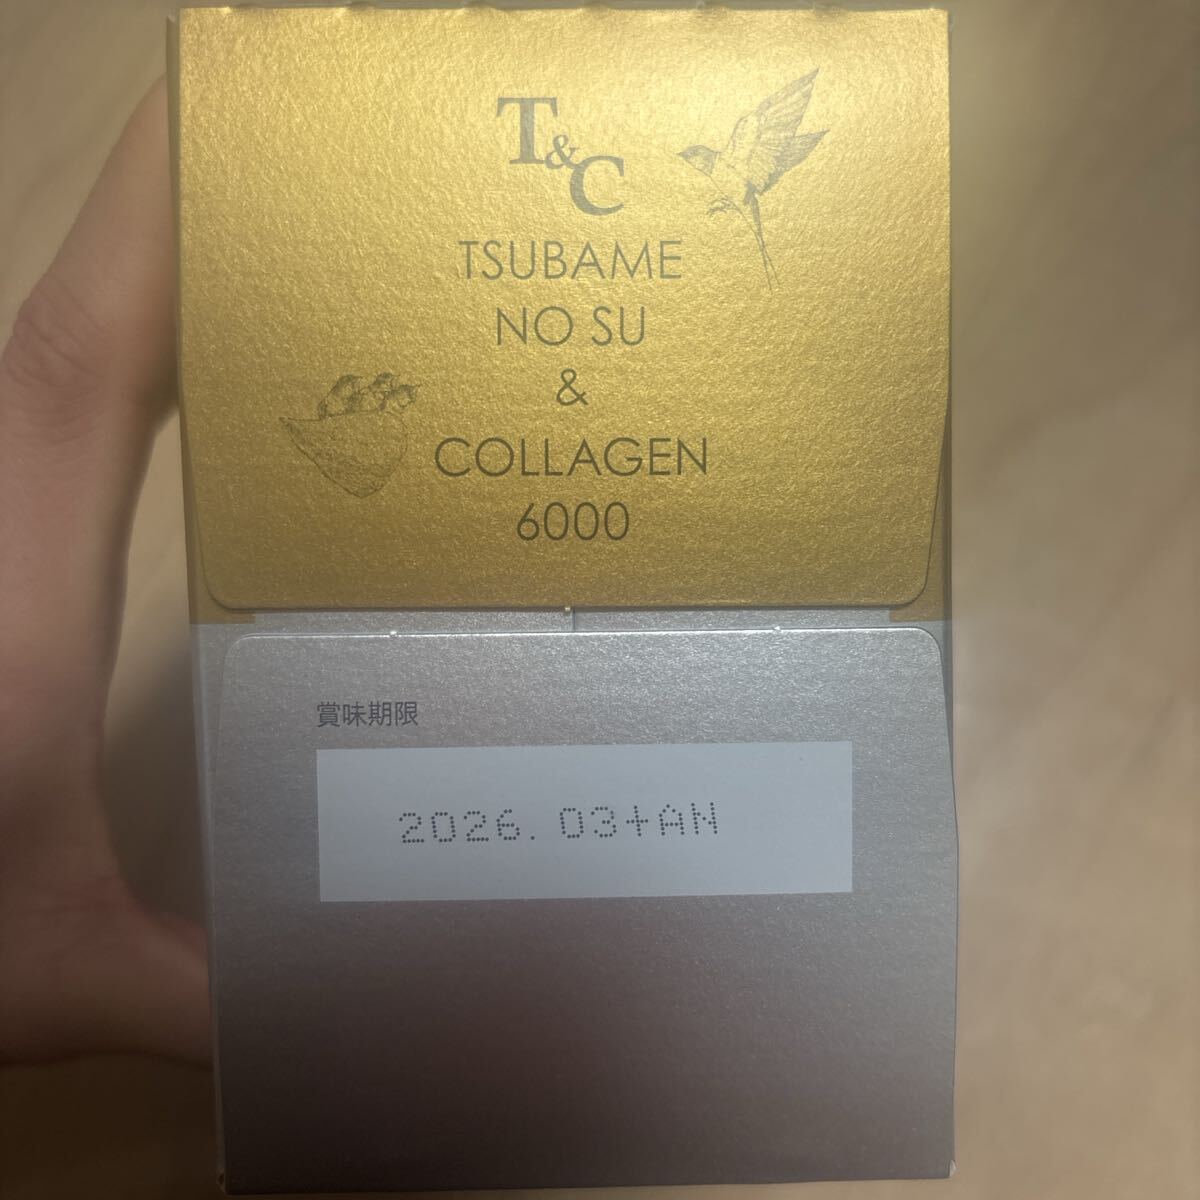 T&C
TSUBAME
NO SU
&
COLLAGEN
6000
賞味期限
2026. 03+AN